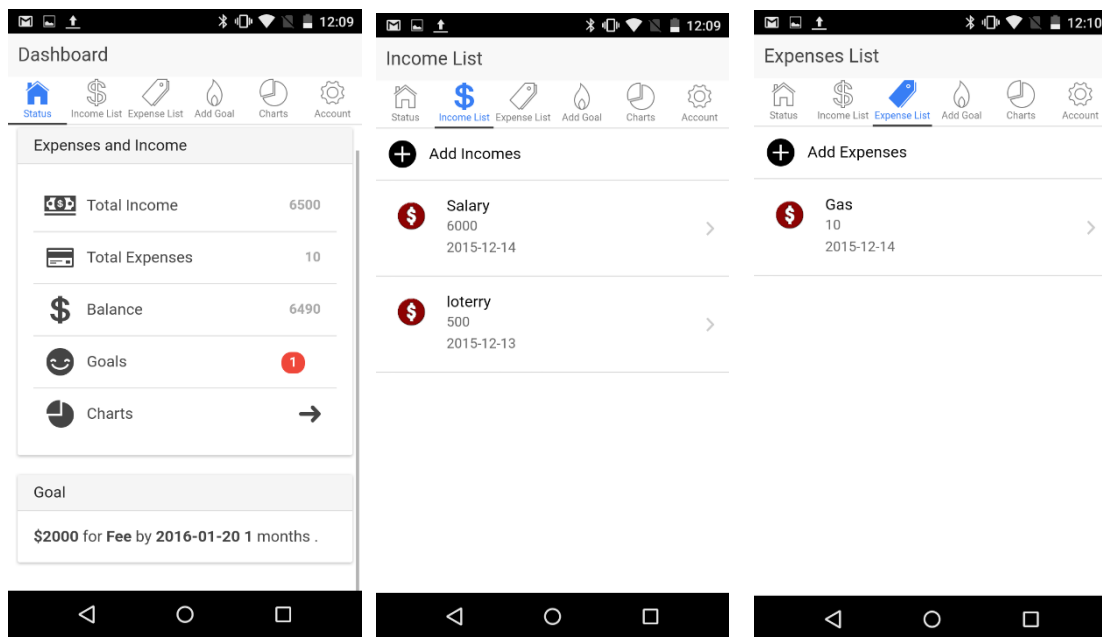 12:09
Dashboard
Status Income List Expense List Add Goal Charts Account
Expenses and Income
Total Income 6500
Total Expenses 10
Balance 6490
Goals 1
Charts
Goal
$2000 for Fee by 2016-01-20 1 months .
12:09
Income List
Status Income List Expense List Add Goal Charts Account
Add Incomes
Salary
6000
2015-12-14
loterry
500
2015-12-13
12:10
Expenses List
Status Income List Expense List Add Goal Charts Account
Add Expenses
Gas
10
2015-12-14